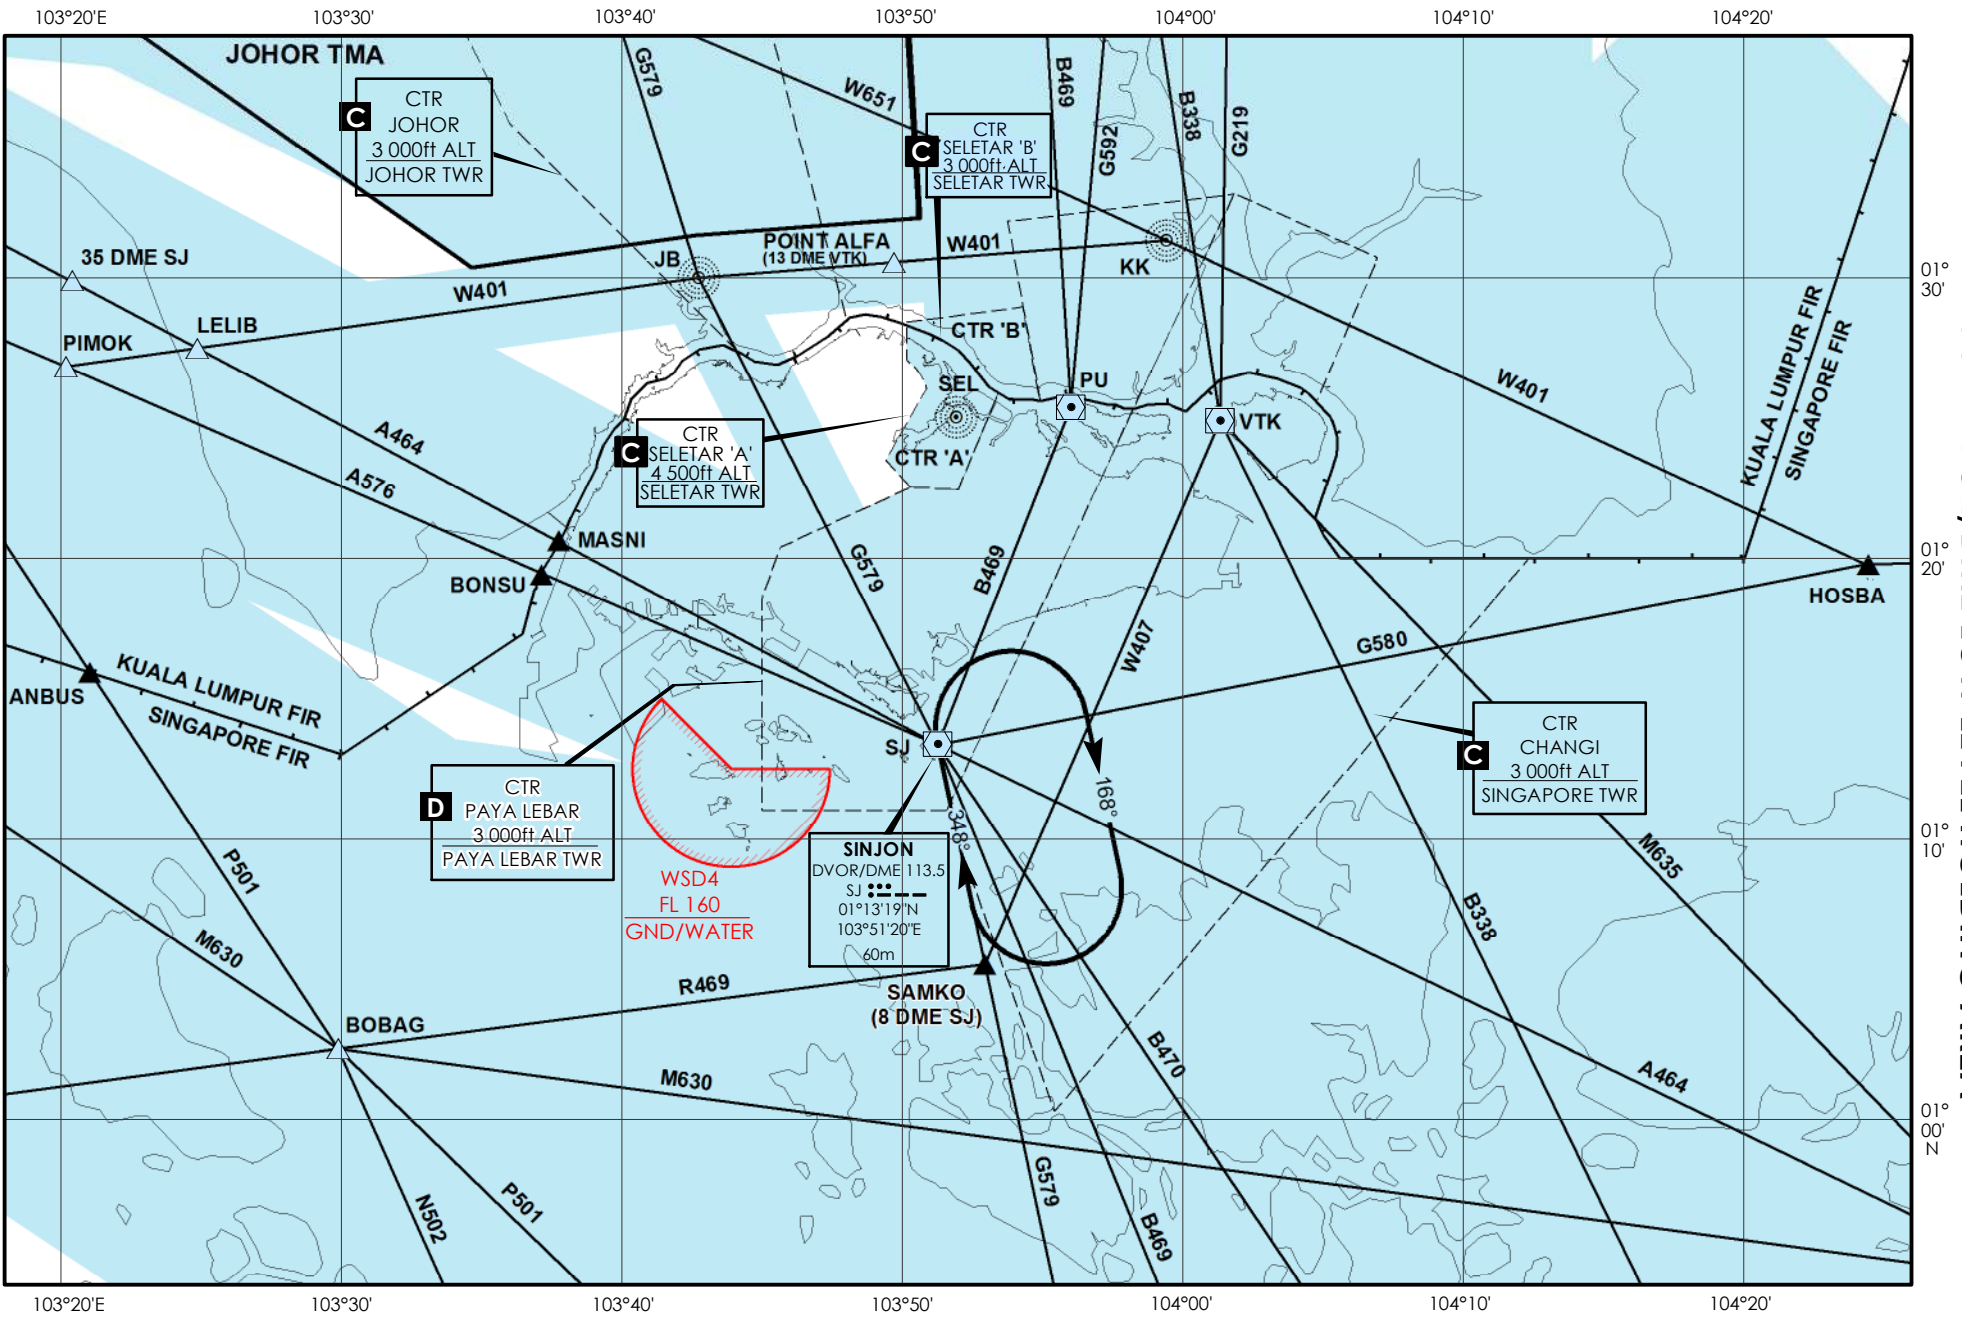 103°20'E
103°30'
103°40'
103°50'
104°00'
104°10'
104°20'
JOHOR TMA
C
CTR
JOHOR
3 000ft ALT
JOHOR TWR
G579
W651
B469
G592
B338
G219
C
CTR
SELETAR 'B'
3 000ft ALT
SELETAR TWR
35 DME SJ
JB
POINT ALFA
(13 DME VTK)
W401
KK
W401
01°
30'
PIMOK
LELIB
CTR 'B'
SEL
PU
VTK
W401
KUALA LUMPUR FIR
SINGAPORE FIR
A464
A576
C
CTR
SELETAR 'A'
4 500ft ALT
SELETAR TWR
CTR 'A'
MASNI
BONSU
G579
B469
W407
01°
20'
HOSBA
G580
ANBUS
KUALA LUMPUR FIR
SINGAPORE FIR
SJ
C
CTR
CHANGI
3 000ft ALT
SINGAPORE TWR
D
CTR
PAYA LEBAR
3 000ft ALT
PAYA LEBAR TWR
168°
348°
01°
10'
SINJON
DVOR/DME 113.5
SJ
01°13'19"N
103°51'20"E
60m
WSD4
FL 160
GND/WATER
P501
M630
M635
B338
R469
SAMKO
(8 DME SJ)
BOBAG
M630
B470
A464
01°
00'
N
N502
P501
G579
B469
103°20'E
103°30'
103°40'
103°50'
104°00'
104°10'
104°20'